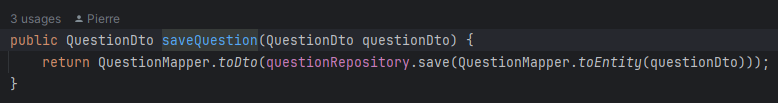 3 usages Pierre
public QuestionDto saveQuestion(QuestionDto questionDto) {
    return QuestionMapper.toDto(questionRepository.save(QuestionMapper.toEntity(questionDto)));
}